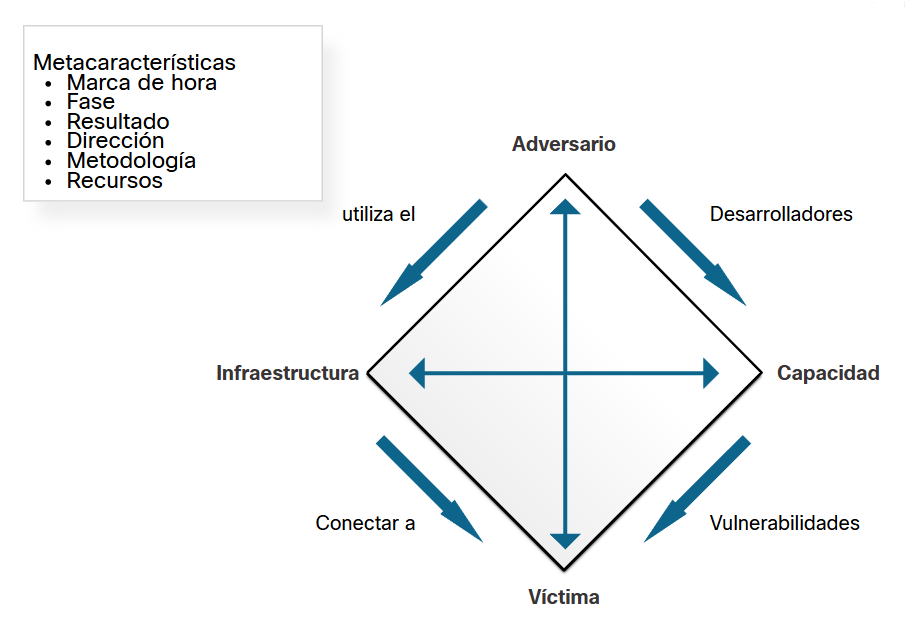 Metacaracterísticas
• Marca de hora
• Fase
• Resultado
• Dirección
• Metodología
• Recursos
Adversario
utiliza el
Desarrolladores
Infraestructura
Capacidad
Conectar a
Vulnerabilidades
Víctima